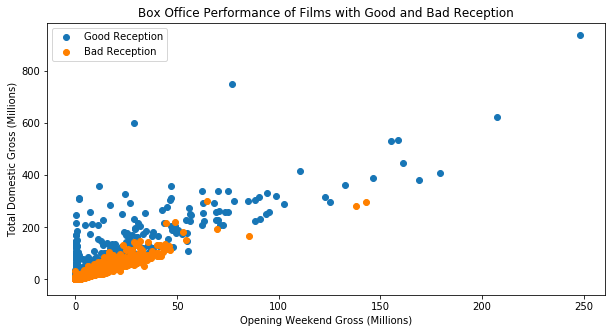 Box Office Performance of Films with Good and Bad Reception
Good Reception
Bad Reception
Total Domestic Gross (Millions)
800
600
400
200
0
0 50 100 150 200 250
Opening Weekend Gross (Millions)